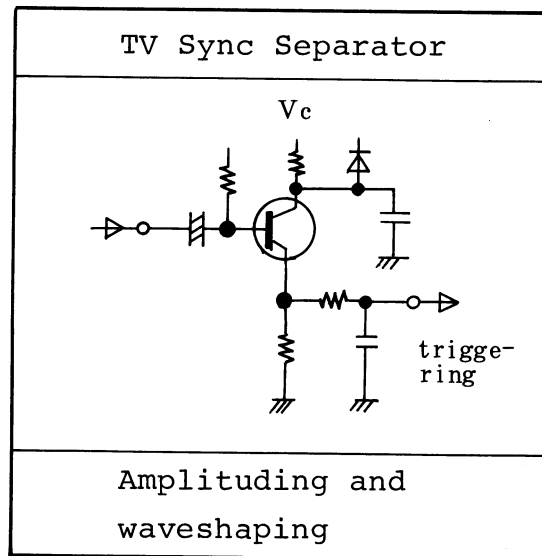 TV Sync Separator
Vc
trigge-
ring
Amplituding and
waveshaping